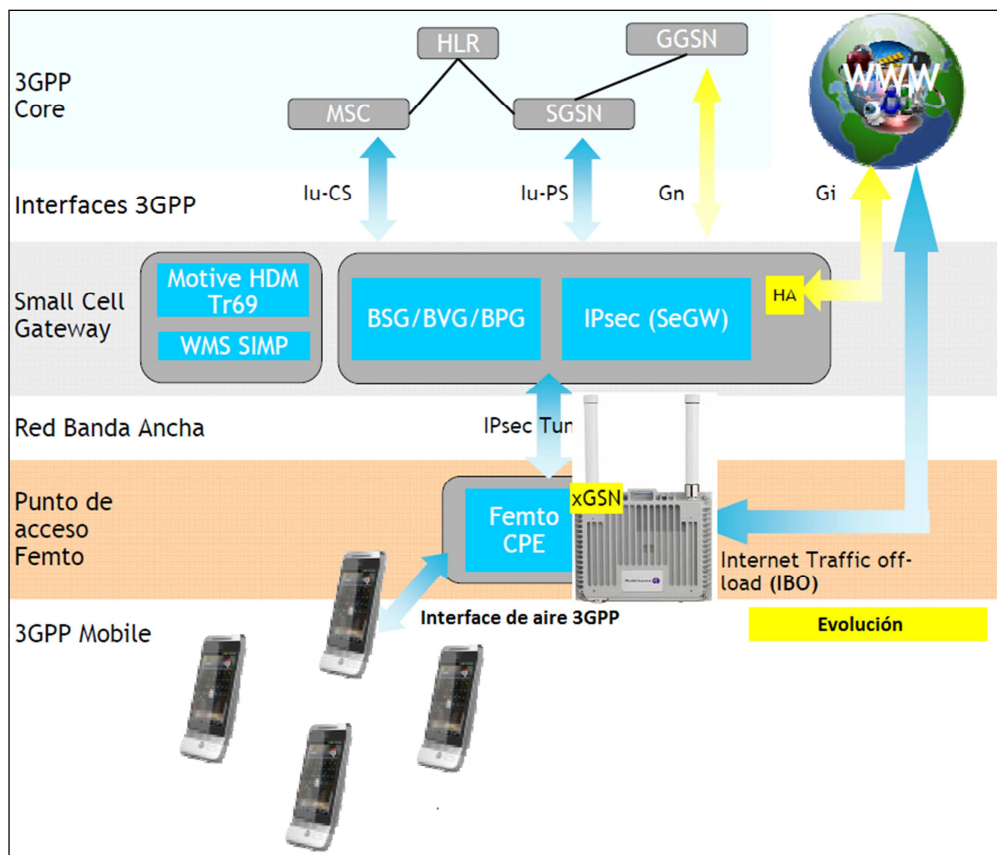 HLR
GGSN
3GPP
Core
MSC
SGSN
WWW
Iu-CS
Iu-PS
Gn
Gi
Interfaces 3GPP
Motive HDM
Tr69
WMS SIMP
Small Cell
Gateway
BSG/BVG/BPG
IPsec (SeGW)
HA
Red Banda Ancha
IPsec Tun
Punto de
acceso
Femto
Femto
CPE
xGSN
Internet Traffic off-
load (IBO)
Interface de aire 3GPP
Evolución
3GPP Mobile